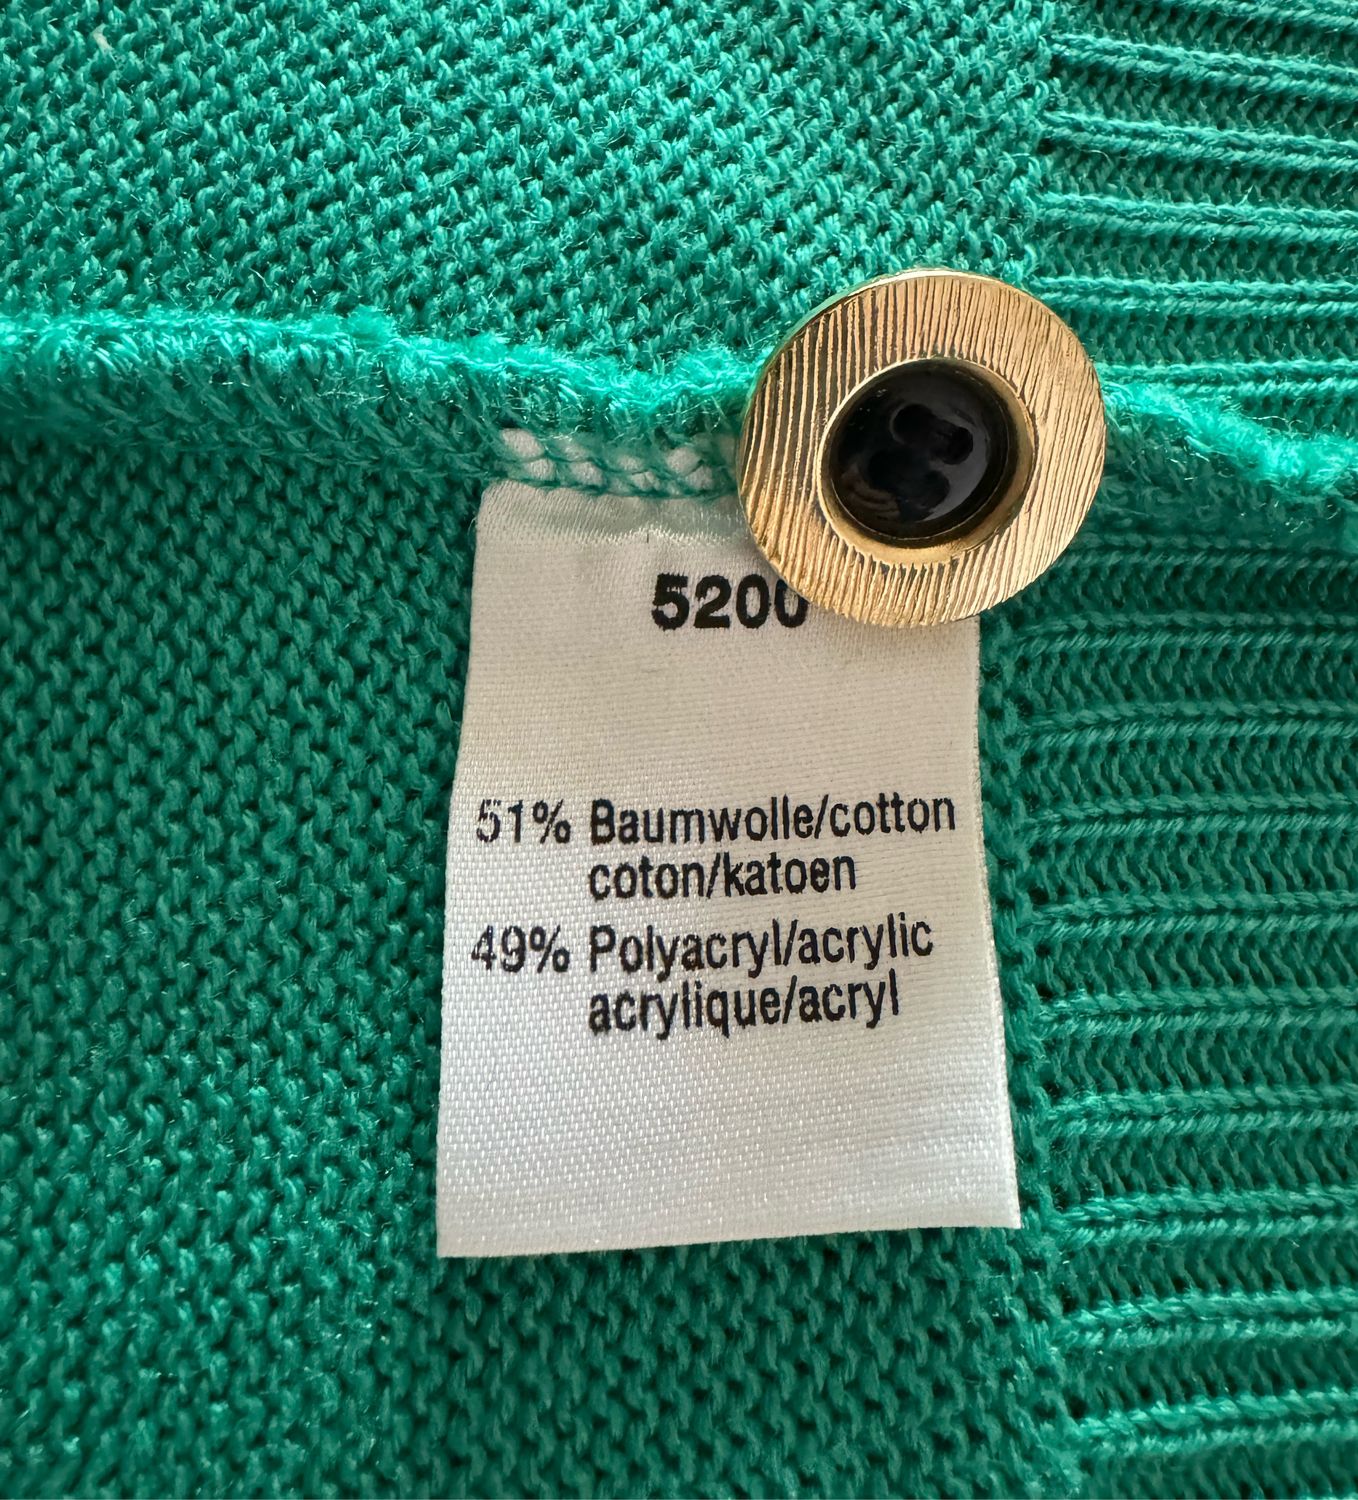 5200
51% Baumwolle/cotton
coton/katoen
49% Polyacryl/acrylic
acrylique/acryl